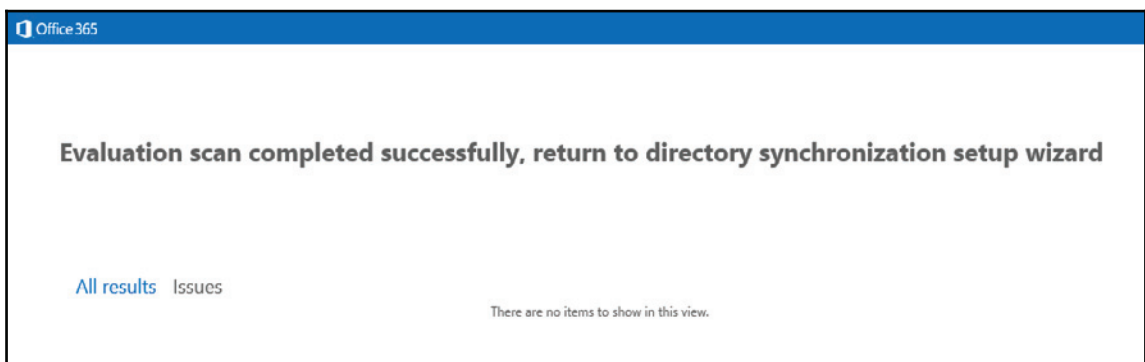 Office 365
Evaluation scan completed successfully, return to directory synchronization setup wizard
All results Issues
There are no items to show in this view.